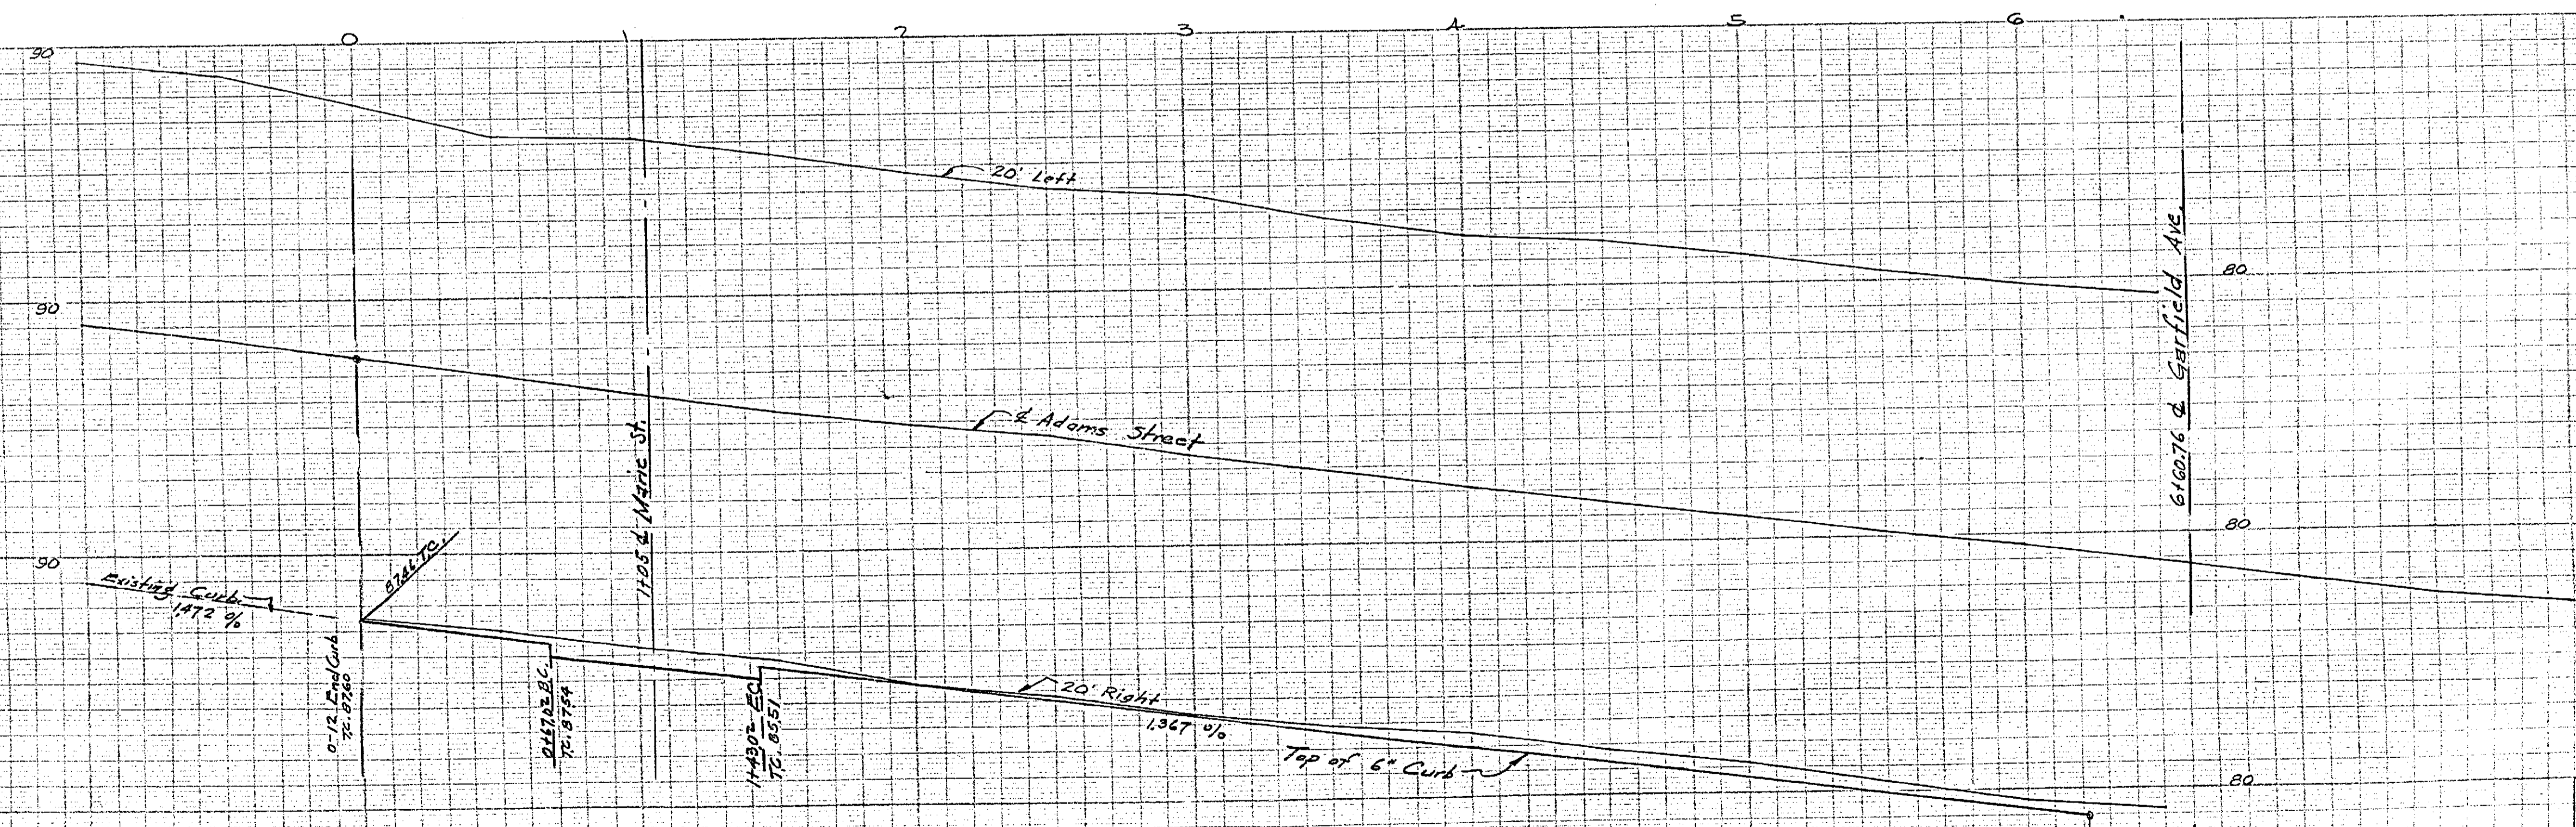 0 1 2 3 4 5 6
90
20' Left
80
90
℄ Adams Street
80
90
Existing Curb
1.472 %
87.46 T.C.
0-12 End Curb
T.C. 87.60
0+67.02 B.C.
T.C. 87.54
1+05 ℄ Marie St.
1+43.02 E.C.
T.C. 85.51
20' Right
1.367 %
Top of 6" Curb
6+60.76 ℄ Garfield Ave.
80